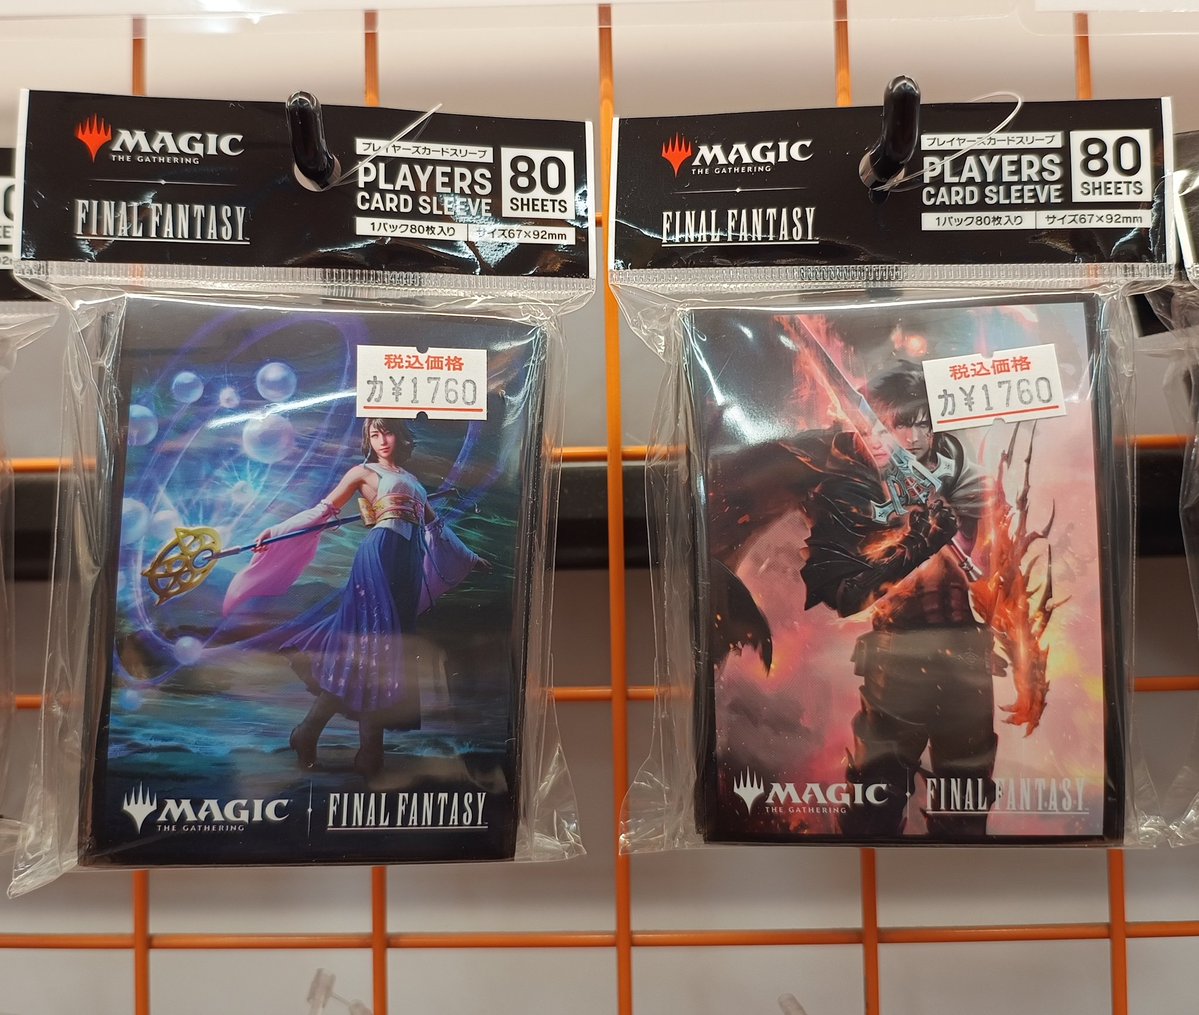 MAGIC
THE GATHERING
FINAL FANTASY
プレイヤーズカードスリーブ
PLAYERS
CARD SLEEVE
80
SHEETS
1パック80枚入り
サイズ67×92mm
税込価格
カ¥1760
MAGIC
THE GATHERING
FINAL FANTASY
MAGIC
THE GATHERING
FINAL FANTASY
プレイヤーズカードスリーブ
PLAYERS
CARD SLEEVE
80
SHEETS
1パック80枚入り
サイズ67×92mm
税込価格
カ¥1760
MAGIC
THE GATHERING
FINAL FANTASY